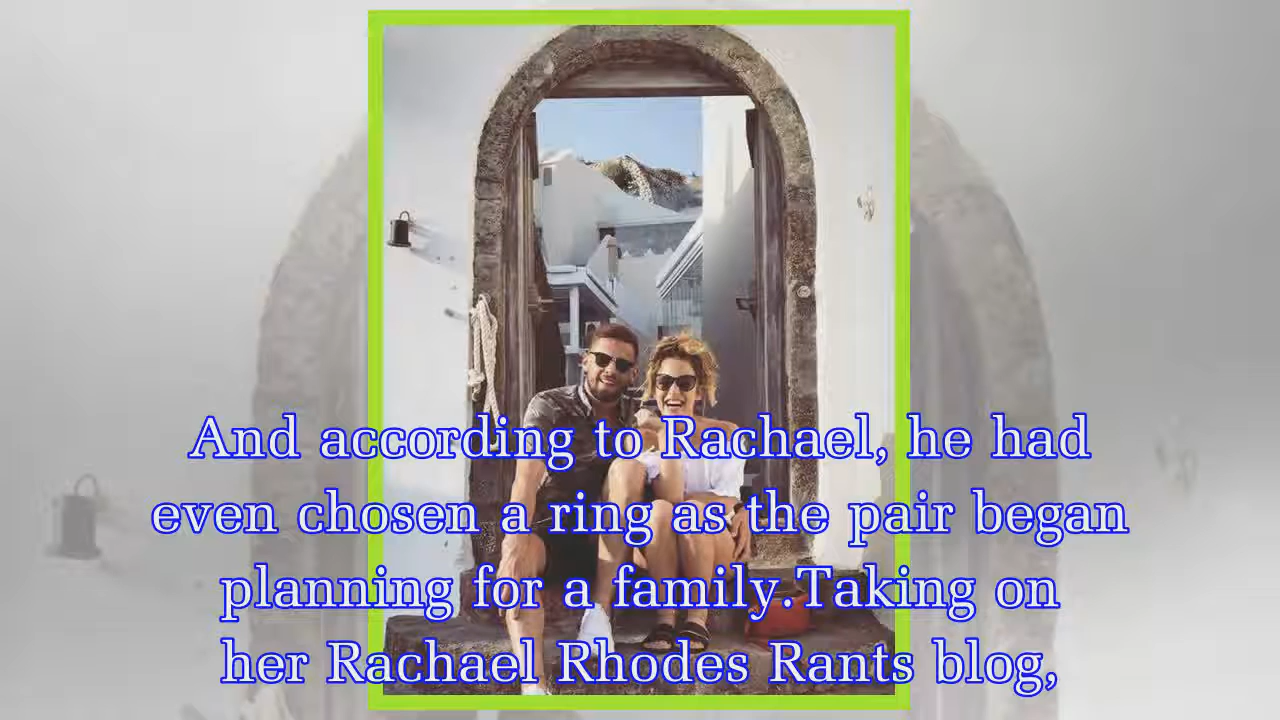 And according to Rachael, he had
even chosen a ring as the pair began
planning for a family.Taking on
her Rachael Rhodes Rants blog,